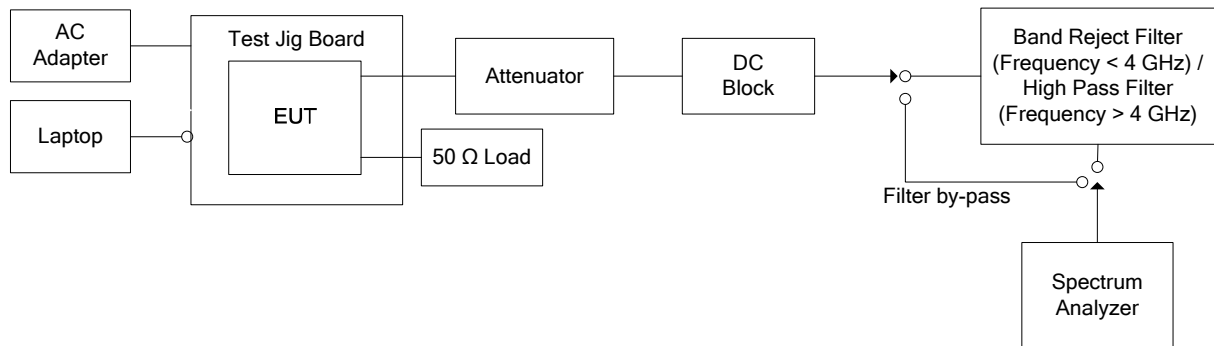 AC
Adapter
Laptop
Test Jig Board
EUT
50 Ω Load
Attenuator
DC
Block
Band Reject Filter
(Frequency < 4 GHz) /
High Pass Filter
(Frequency > 4 GHz)
Filter by-pass
Spectrum
Analyzer